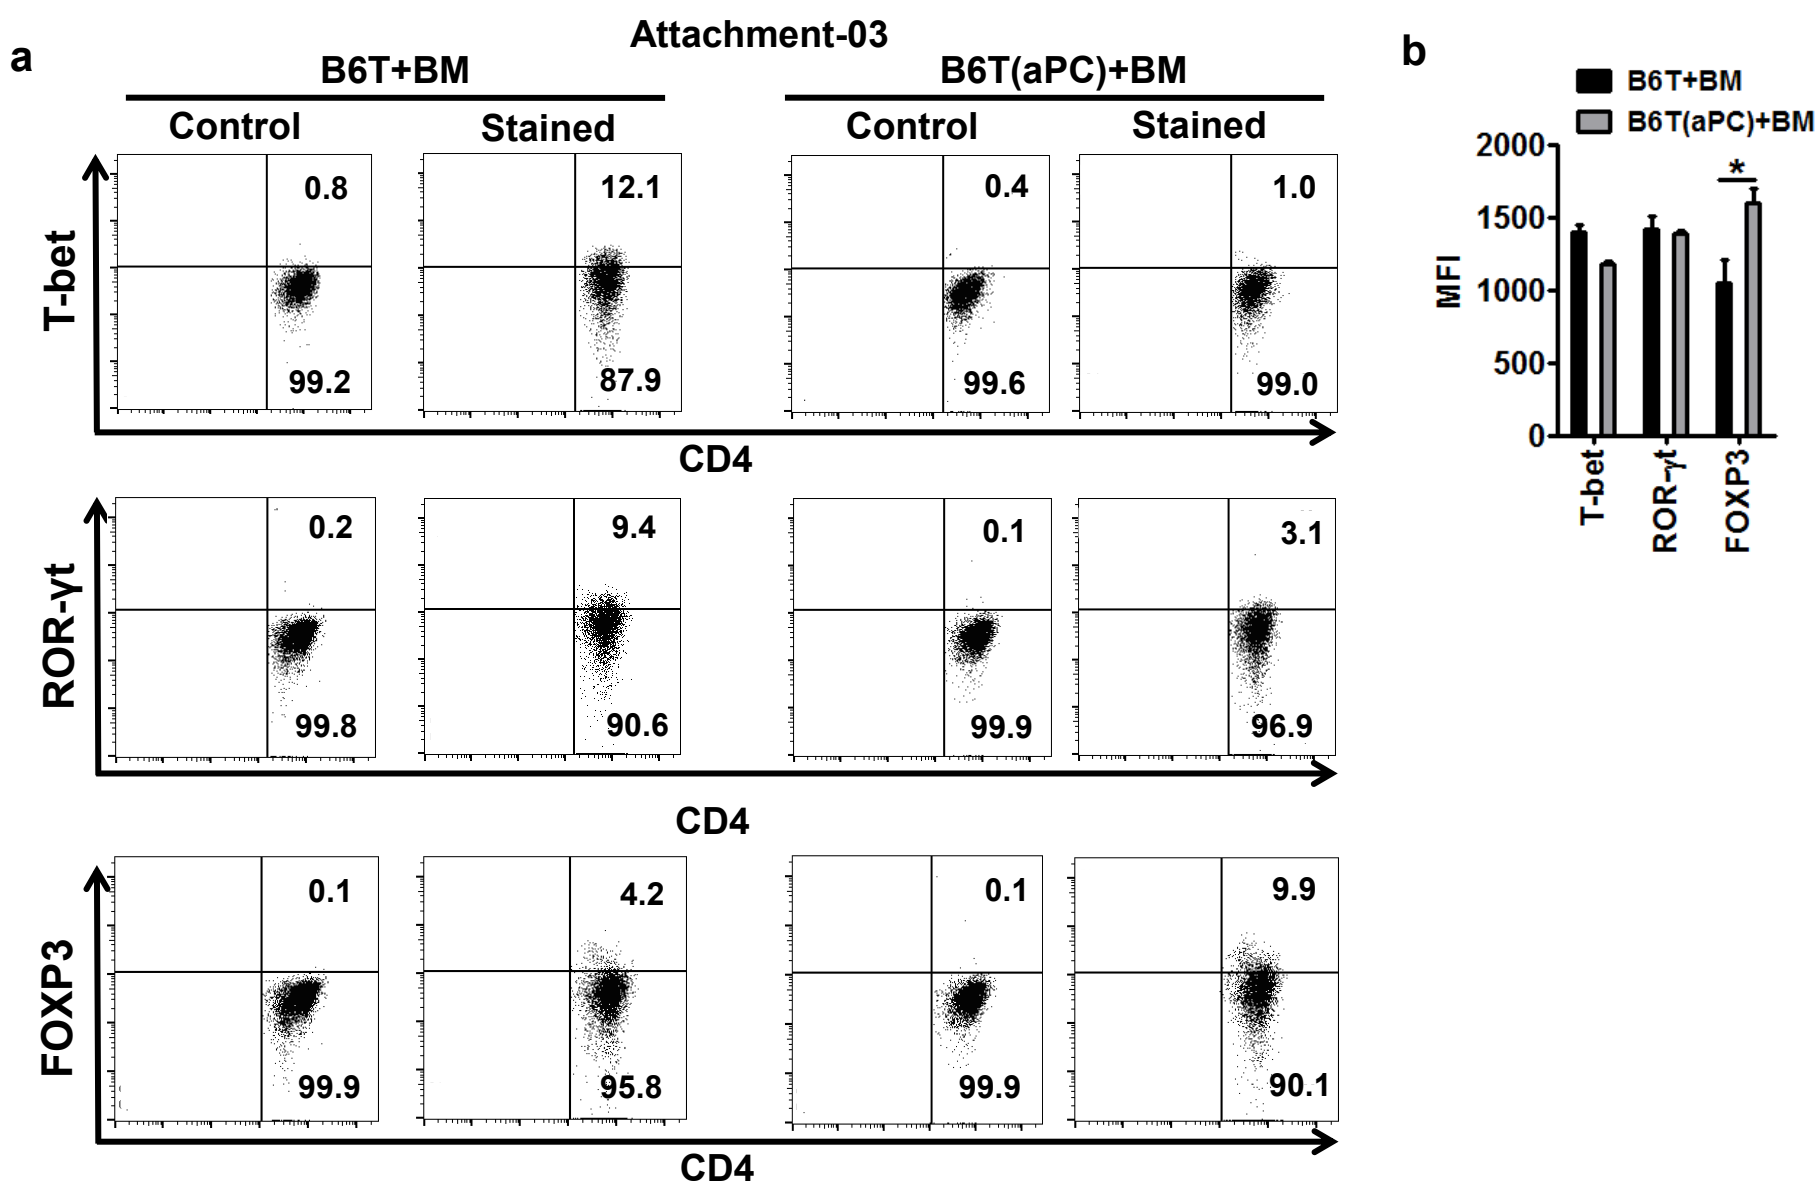 Attachment-03
a
B6T+BM
B6T(aPC)+BM
Control
Stained
Control
Stained
T-bet
0.8
12.1
0.4
1.0
99.2
87.9
99.6
99.0
CD4
ROR-γt
0.2
9.4
0.1
3.1
99.8
90.6
99.9
96.9
CD4
FOXP3
0.1
4.2
0.1
9.9
99.9
95.8
99.9
90.1
CD4
b
B6T+BM
B6T(aPC)+BM
MFI
2000
1500
1000
500
0
*
T-bet
ROR-γt
FOXP3